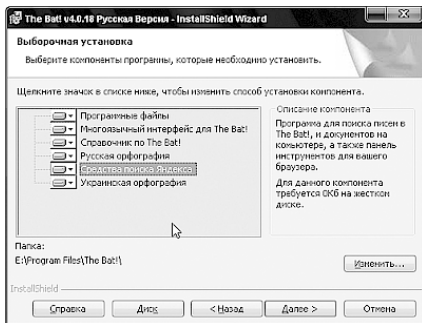 The Bat! v4.0.18 Русская Версия - InstallShield Wizard
Выборочная установка
Выберите компоненты программы, которые необходимо установить.
Щелкните значок в списке ниже, чтобы изменить способ установки компонента.
Программные файлы
Многоязычный интерфейс для The Bat!
Справочник по The Bat!
Русская орфография
Средства поиска Яндекса
Украинская орфография
Описание компонента
Программа для поиска писем в
The Bat!, и документов на
компьютере, а также панель
инструментов для вашего
браузера.
Для данного компонента
требуется 0Кб на жестком
диске.
Папка:
E:\Program Files\The Bat!\
Изменить...
InstallShield
Справка
Диск
< Назад
Далее >
Отмена